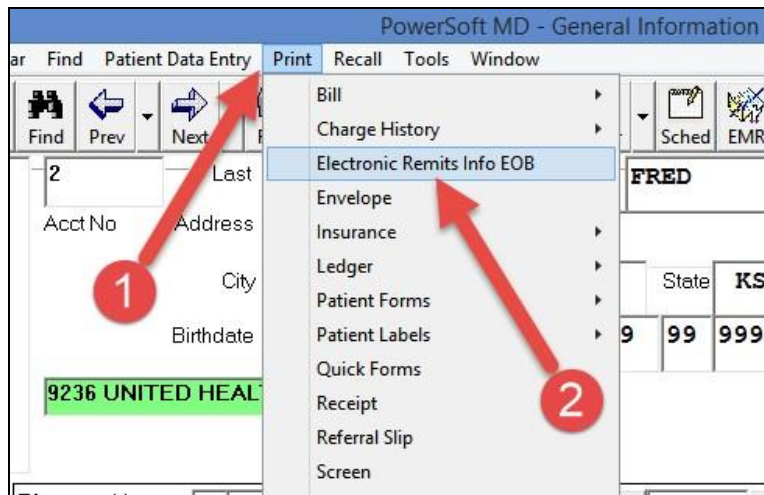 PowerSoft MD - General Information
ar Find Patient Data Entry Print Recall Tools Window
Find Prev Next Sched EMR
Bill
Charge History
Electronic Remits Info EOB
Envelope
Insurance
Ledger
Patient Forms
Patient Labels
Quick Forms
Receipt
Referral Slip
Screen
2 Last FRED
Acct No Address
1 City State KS
Birthdate 9 99 999
9236 UNITED HEAL
2